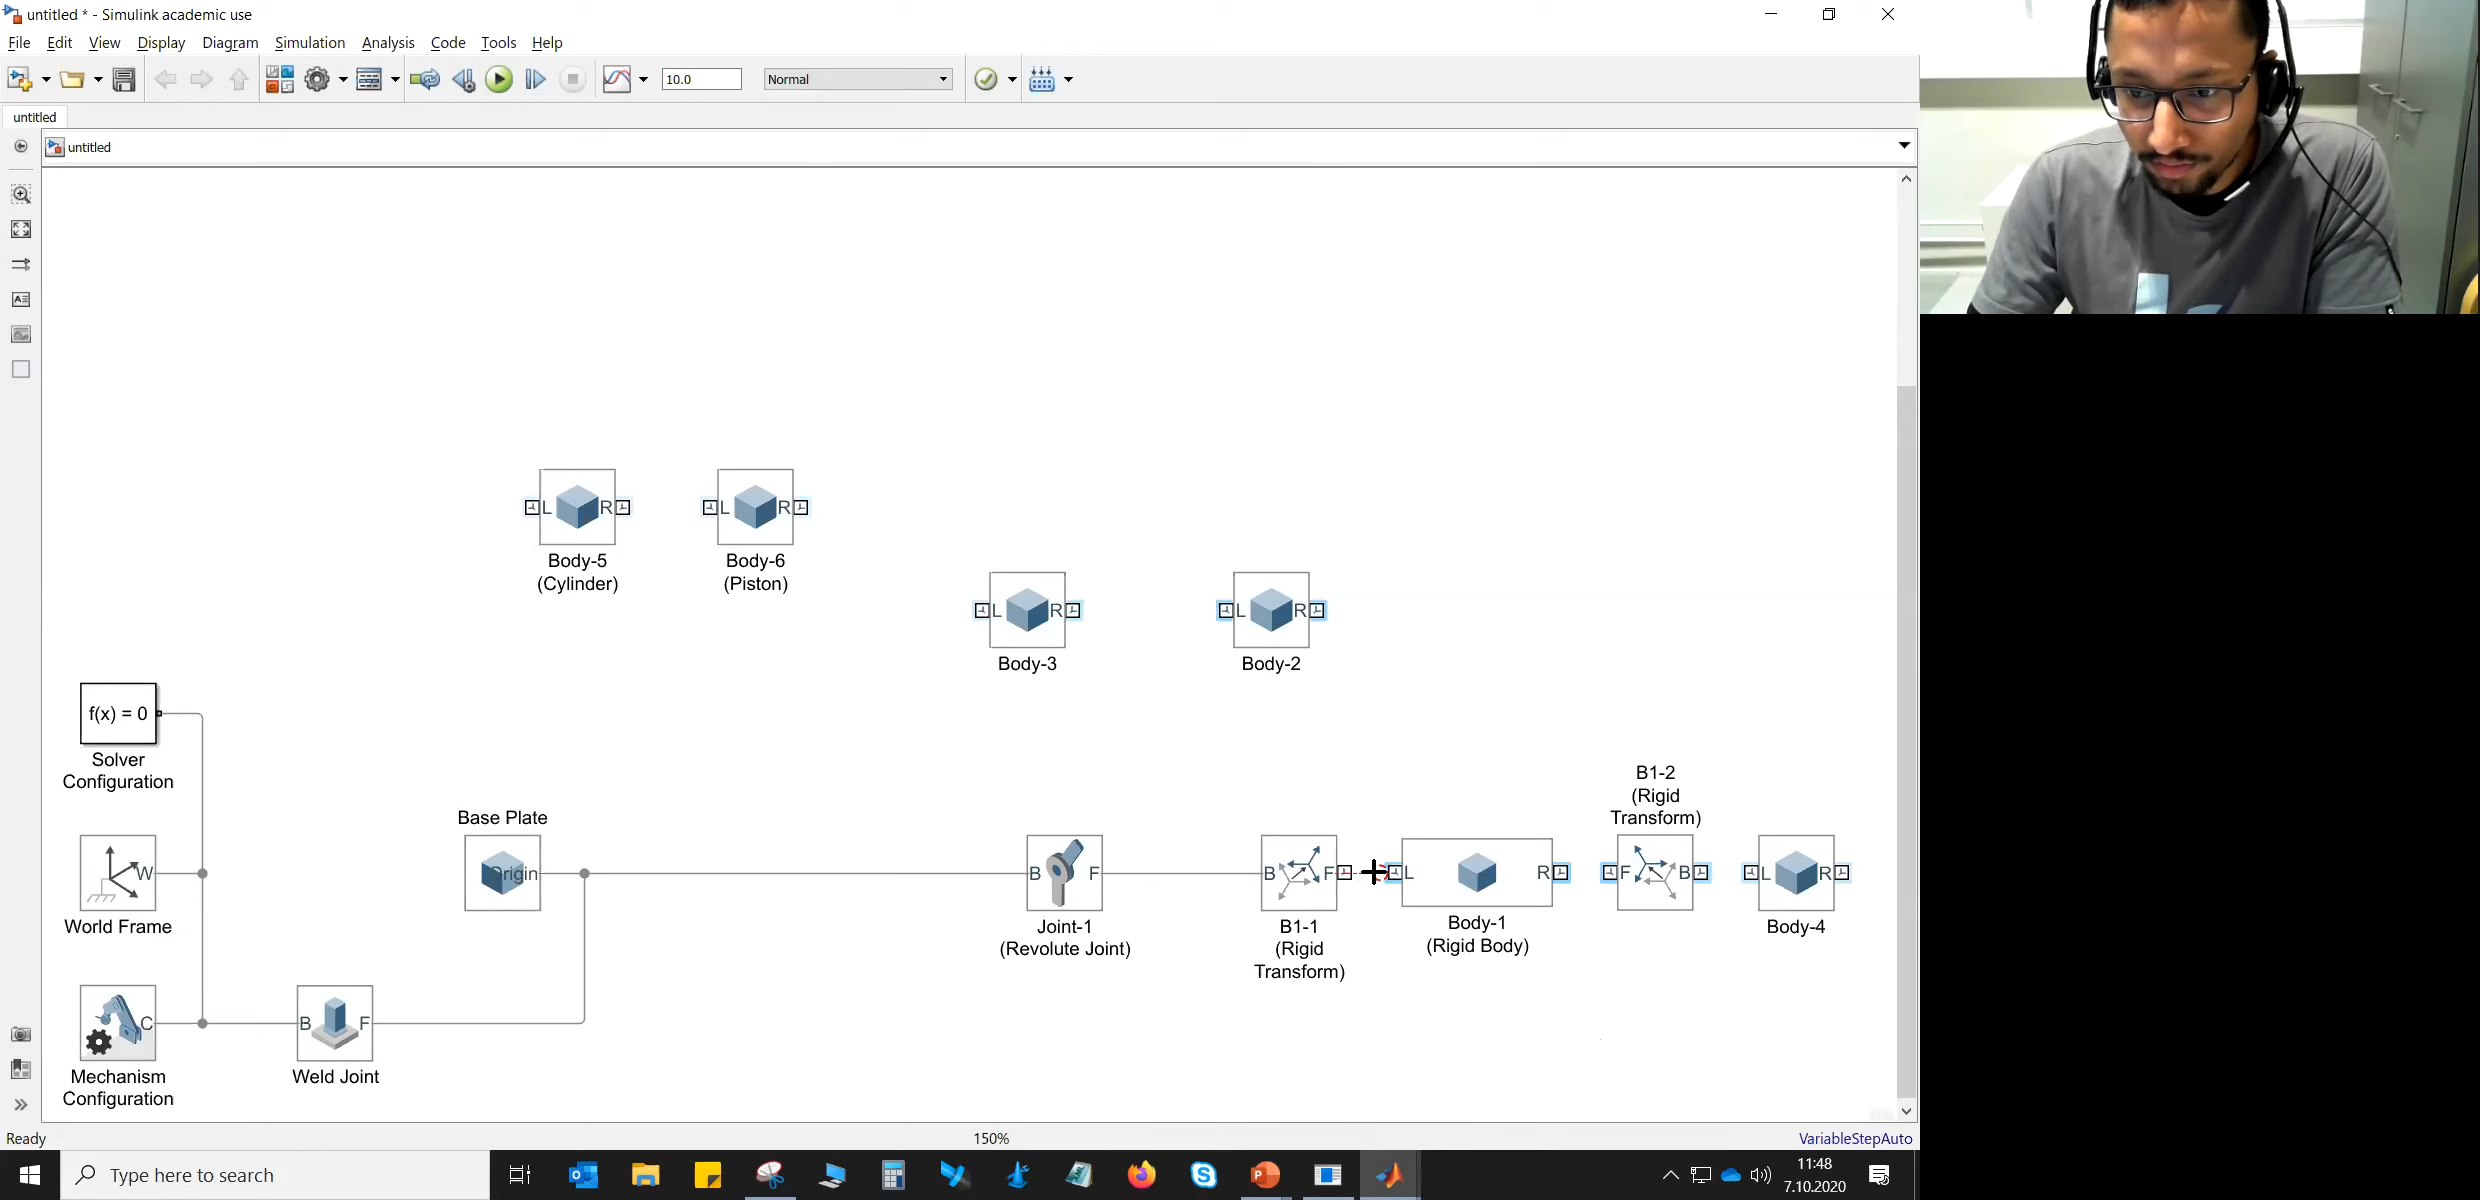 untitled * - Simulink academic use
File Edit View Display Diagram Simulation Analysis Code Tools Help
10.0 Normal
untitled
untitled
L R L R
Body-5
(Cylinder)
Body-6
(Piston)
L R L R
Body-3
Body-2
f(x) = 0
Solver
Configuration
B1-2
(Rigid
Transform)
Base Plate
W
Origin
B F
B F
L R
F B
L R
World Frame
Joint-1
(Revolute Joint)
B1-1
(Rigid
Transform)
Body-1
(Rigid Body)
Body-4
C
B F
Mechanism
Configuration
Weld Joint
Ready 150% VariableStepAuto
Type here to search
11:48
7.10.2020